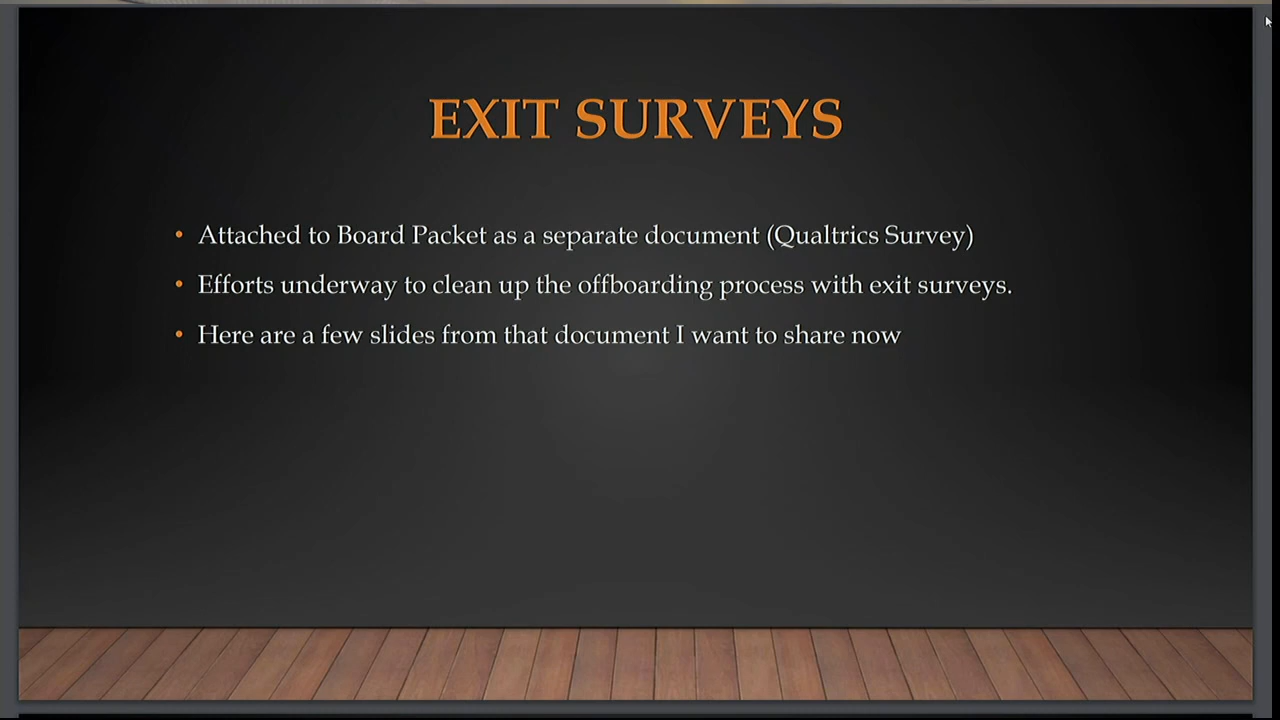 EXIT SURVEYS
• Attached to Board Packet as a separate document (Qualtrics Survey)
• Efforts underway to clean up the offboarding process with exit surveys.
• Here are a few slides from that document I want to share now